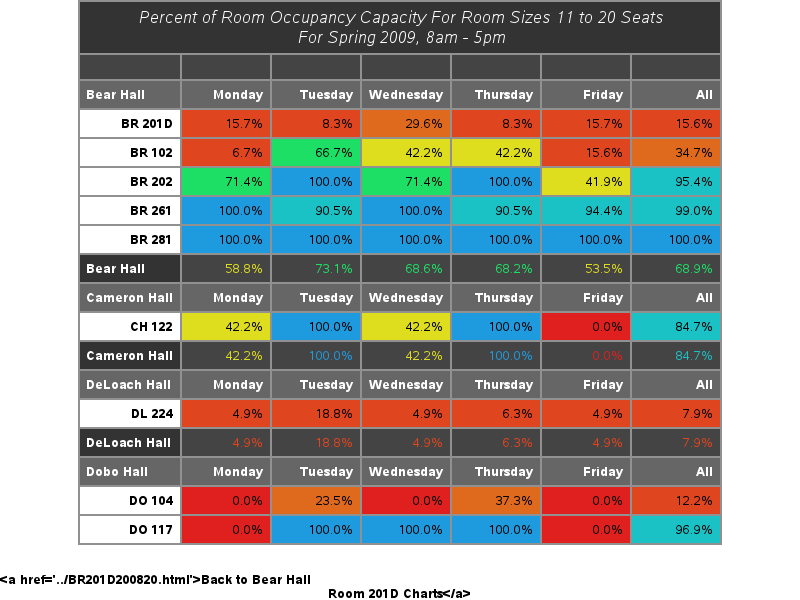 Percent of Room Occupancy Capacity For Room Sizes 11 to 20 Seats
For Spring 2009, 8am - 5pm
Bear Hall Monday Tuesday Wednesday Thursday Friday All
BR 201D 15.7% 8.3% 29.6% 8.3% 15.7% 15.6%
BR 102 6.7% 66.7% 42.2% 42.2% 15.6% 34.7%
BR 202 71.4% 100.0% 71.4% 100.0% 41.9% 95.4%
BR 261 100.0% 90.5% 100.0% 90.5% 94.4% 99.0%
BR 281 100.0% 100.0% 100.0% 100.0% 100.0% 100.0%
Bear Hall 58.8% 73.1% 68.6% 68.2% 53.5% 68.9%
Cameron Hall Monday Tuesday Wednesday Thursday Friday All
CH 122 42.2% 100.0% 42.2% 100.0% 0.0% 84.7%
Cameron Hall 42.2% 100.0% 42.2% 100.0% 0.0% 84.7%
DeLoach Hall Monday Tuesday Wednesday Thursday Friday All
DL 224 4.9% 18.8% 4.9% 6.3% 4.9% 7.9%
DeLoach Hall 4.9% 18.8% 4.9% 6.3% 4.9% 7.9%
Dobo Hall Monday Tuesday Wednesday Thursday Friday All
DO 104 0.0% 23.5% 0.0% 37.3% 0.0% 12.2%
DO 117 0.0% 100.0% 100.0% 100.0% 0.0% 96.9%
<a href='../BR201D200820.html'>Back to Bear Hall
Room 201D Charts</a>